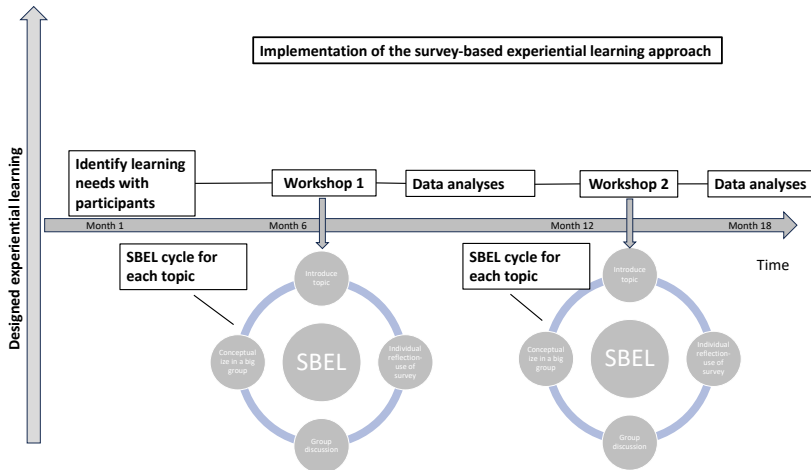 Implementation of the survey-based experiential learning approach
Designed experiential learning
Identify learning
needs with
participants
Workshop 1
Data analyses
Workshop 2
Data analyses
Month 1
Month 6
Month 12
Month 18
Time
SBEL cycle for
each topic
Introduce
topic
Individual
reflection-
use of
survey
Group
discussion
Conceptual
ize in a big
group
SBEL
SBEL cycle for
each topic
Introduce
topic
Individual
reflection-
use of
survey
Group
discussion
Conceptual
ize in a big
group
SBEL